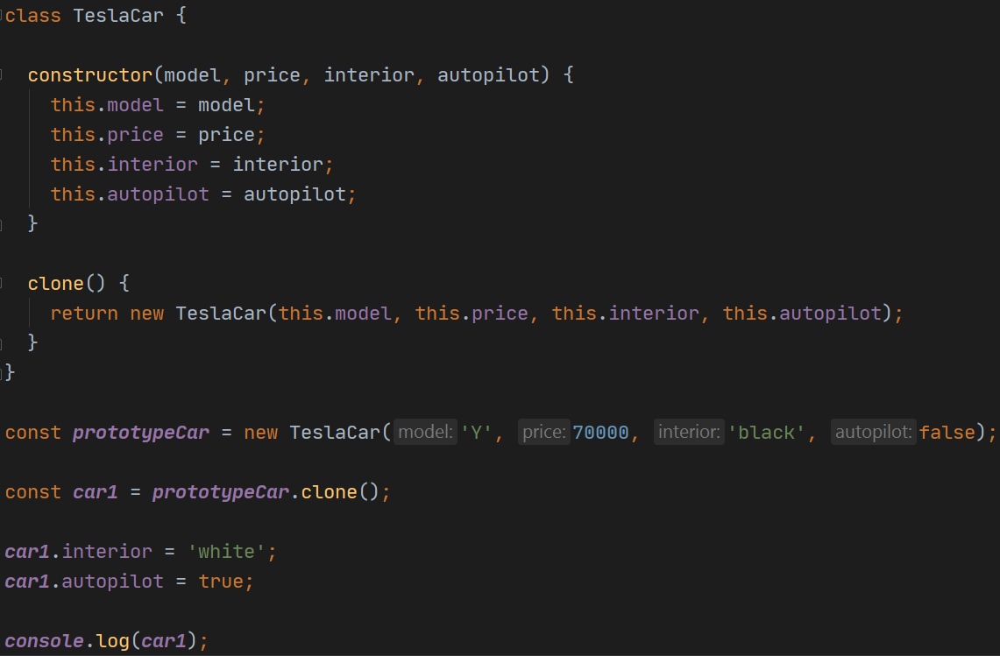 class TeslaCar {
constructor(model, price, interior, autopilot) {
this.model = model;
this.price = price;
this.interior = interior;
this.autopilot = autopilot;
}
clone() {
return new TeslaCar(this.model, this.price, this.interior, this.autopilot);
}
}
const prototypeCar = new TeslaCar( model: 'Y', price: 70000, interior: 'black', autopilot: false);
const car1 = prototypeCar.clone();
car1.interior = 'white';
car1.autopilot = true;
console.log(car1);